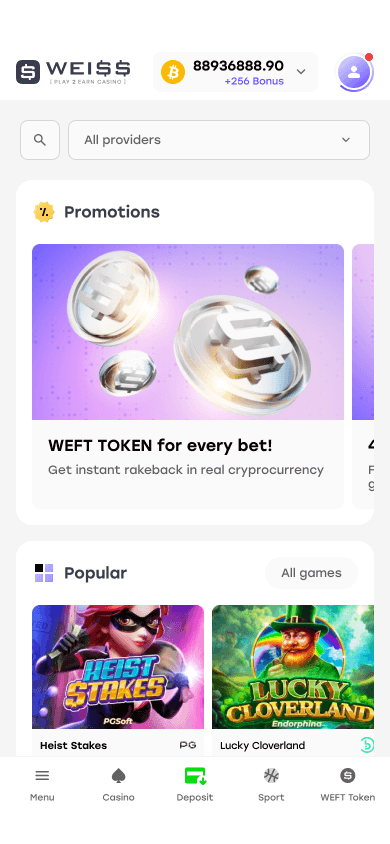 WEI$$
[ PLAY 2 EARN CASINO ]
88936888.90
+256 Bonus
All providers
Promotions
WEFT TOKEN for every bet!
Get instant rakeback in real cryprocurrency
4
F
g
Popular
All games
HEIST
STAKES
PGSoft
LUCKY
CLOVERLAND
Endorphina
Heist Stakes
PG
Lucky Cloverland
Menu
Casino
Deposit
Sport
WEFT Token